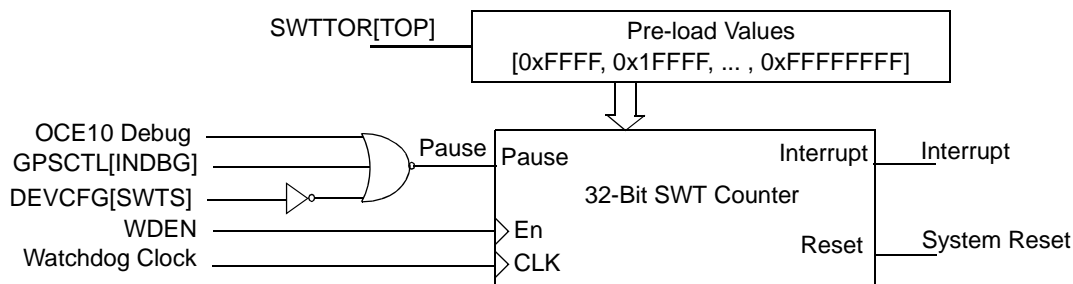 SWTTOR[TOP]
Pre-load Values
[0xFFFF, 0x1FFFF, ... , 0xFFFFFFFF]
OCE10 Debug
GPSCTL[INDBG]
DEVCFG[SWTS]
WDEN
Watchdog Clock
Pause
Pause
En
CLK
32-Bit SWT Counter
Interrupt
Interrupt
Reset
System Reset